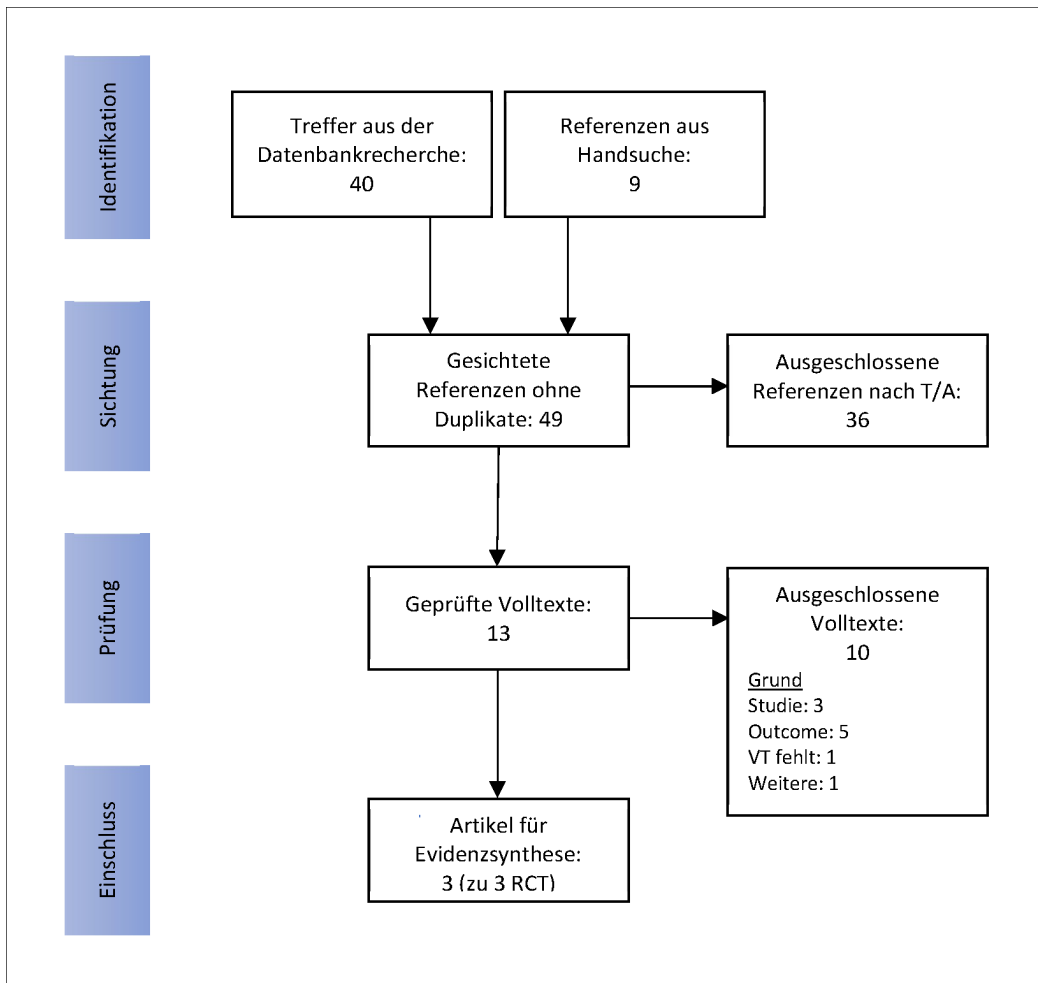 Identifikation
Treffer aus der
Datenbankrecherche:
40
Referenzen aus
Handsuche:
9
Sichtung
Gesichtete
Referenzen ohne
Duplikate: 49
Ausgeschlossene
Referenzen nach T/A:
36
Prüfung
Geprüfte Volltexte:
13
Ausgeschlossene
Volltexte:
10
Grund
Studie: 3
Outcome: 5
VT fehlt: 1
Weitere: 1
Einschluss
Artikel für
Evidenzsynthese:
3 (zu 3 RCT)